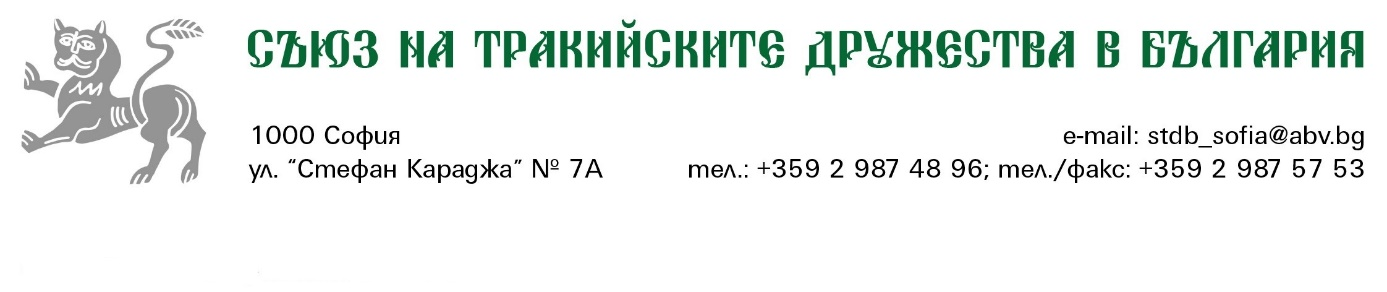 СЪЮЗ НА ТРАКИЙСКИТЕ ДРУЖЕСТВА В БЪЛГАРИЯ
1000 София
ул. “Стефан Караджа” № 7А
e-mail: stdb_sofia@abv.bg
тел.: +359 2 987 48 96; тел./факс: +359 2 987 57 53